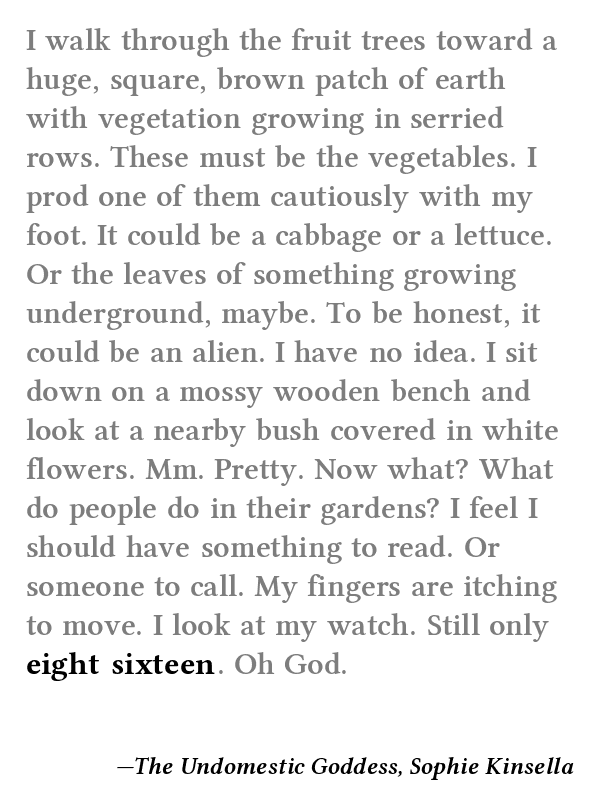 I walk through the fruit trees toward a
huge, square, brown patch of earth
with vegetation growing in serried
rows. These must be the vegetables. I
prod one of them cautiously with my
foot. It could be a cabbage or a lettuce.
Or the leaves of something growing
underground, maybe. To be honest, it
could be an alien. I have no idea. I sit
down on a mossy wooden bench and
look at a nearby bush covered in white
flowers. Mm. Pretty. Now what? What
do people do in their gardens? I feel I
should have something to read. Or
someone to call. My fingers are itching
to move. I look at my watch. Still only
eight sixteen. Oh God.
—The Undomestic Goddess, Sophie Kinsella